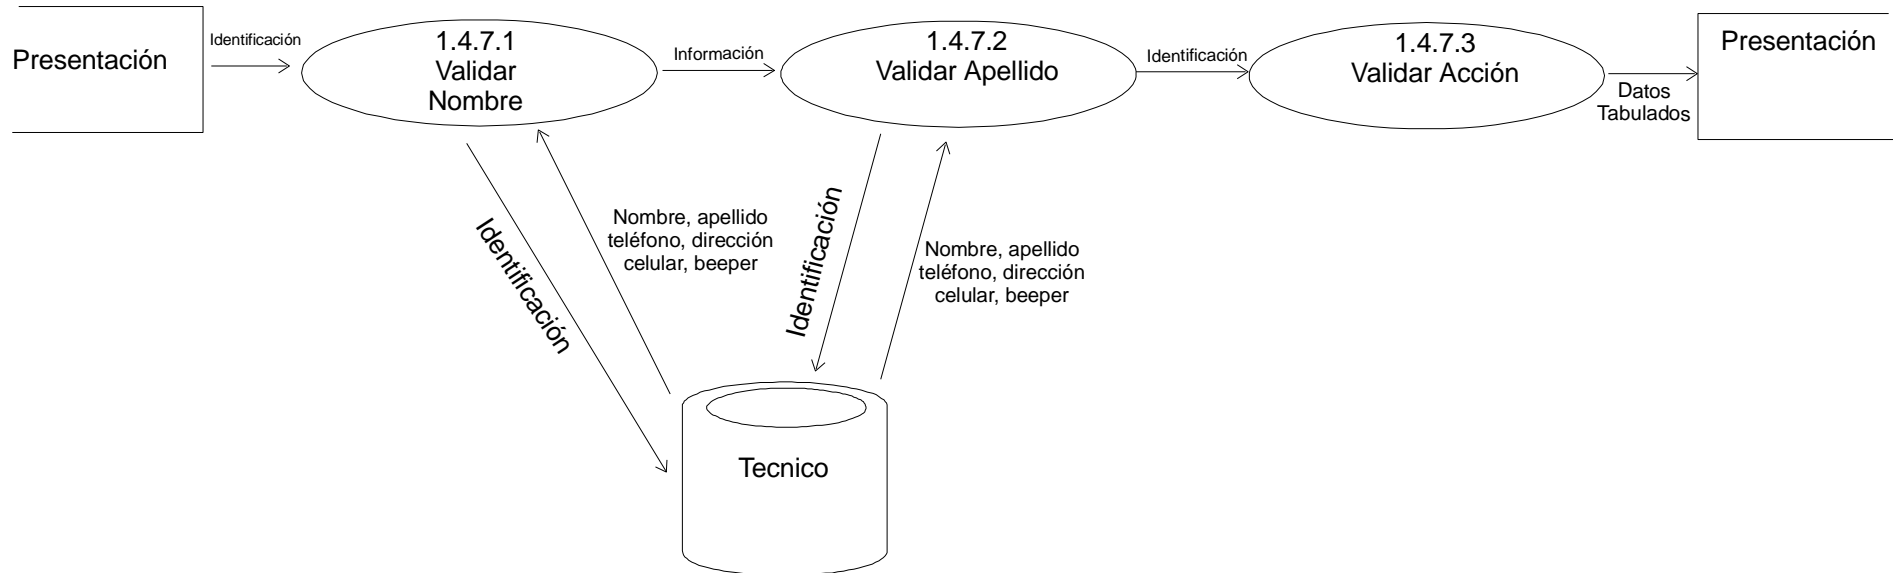 Presentación
Identificación
1.4.7.1
Validar
Nombre
Información
1.4.7.2
Validar Apellido
Identificación
1.4.7.3
Validar Acción
Datos
Tabulados
Presentación
Identificación
Nombre, apellido
teléfono, dirección
celular, beeper
Identificación
Nombre, apellido
teléfono, dirección
celular, beeper
Tecnico